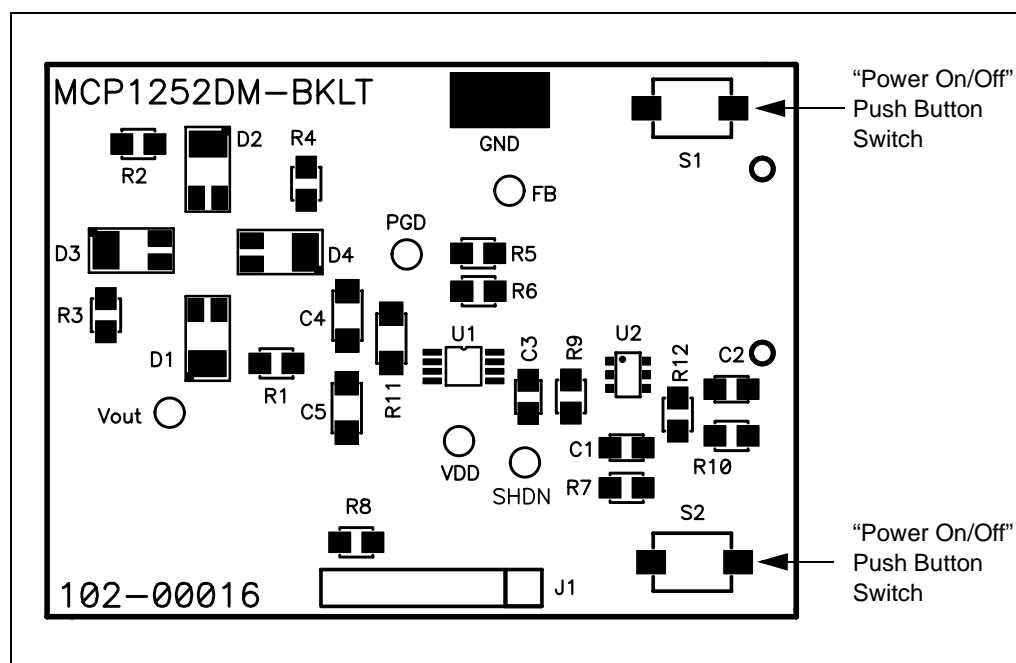 MCP1252DM-BKLT
“Power On/Off”
Push Button
Switch
GND
S1
R2
D2
R4
FB
PGD
D3
D4
R5
R6
R3
C4
U1
U2
D1
R1
R11
C3
R9
R12
C2
Vout
C5
VDD
SHDN
C1
R7
R10
R8
S2
“Power On/Off”
Push Button
Switch
102-00016
J1